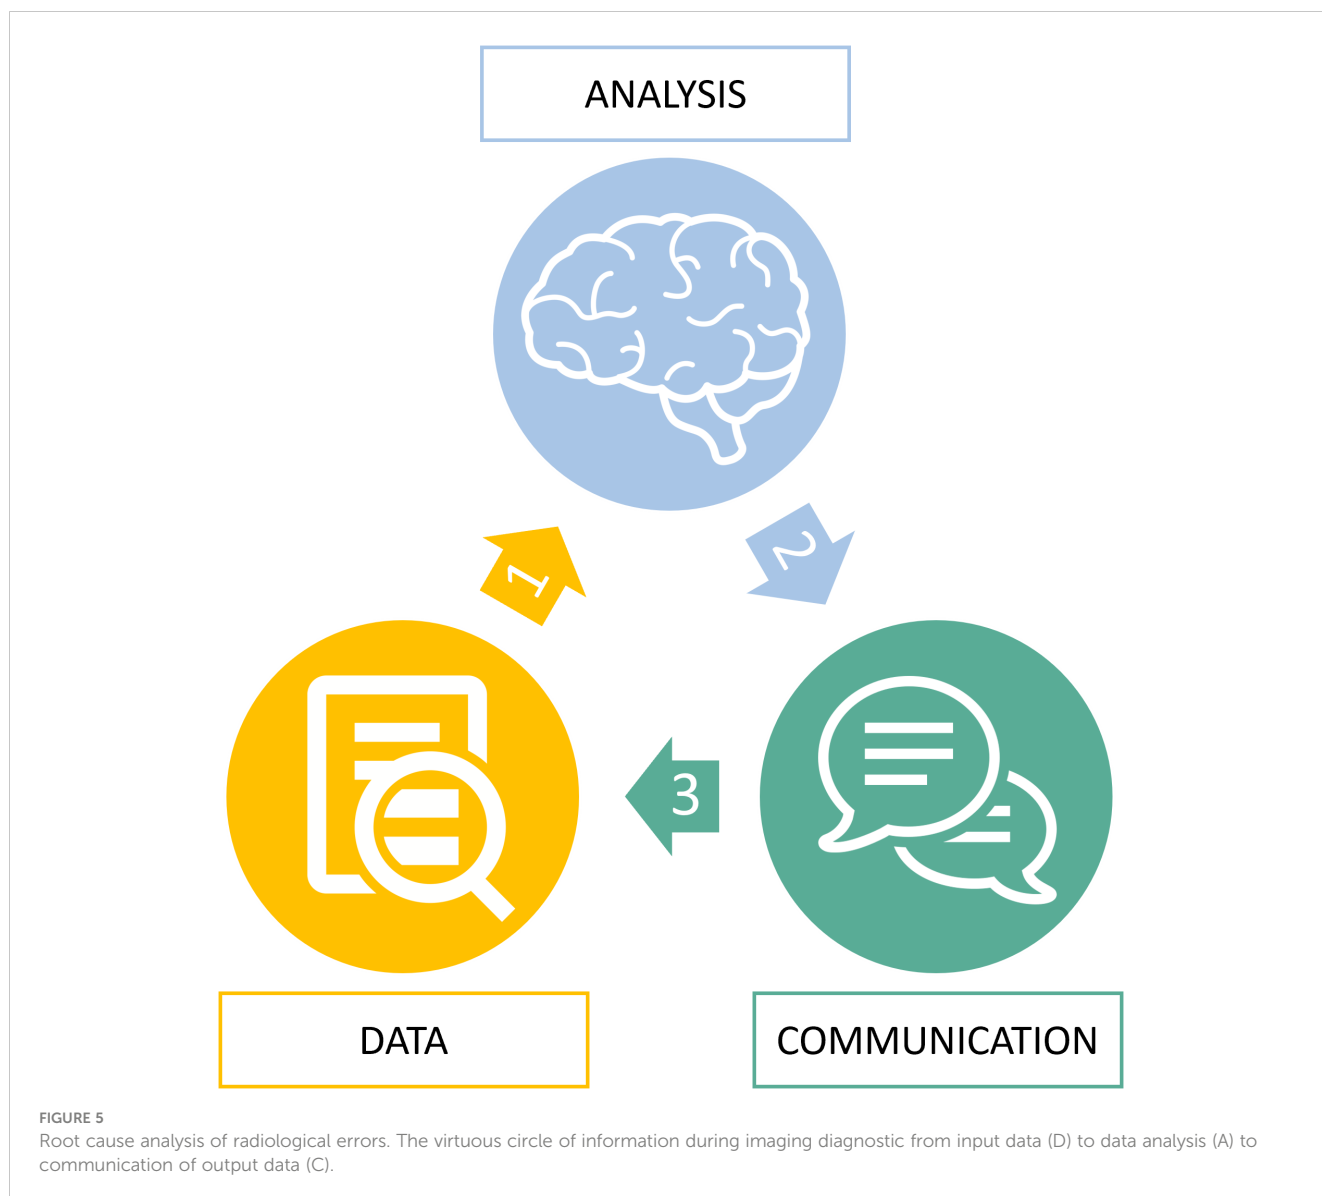 ANALYSIS
1
2
3
DATA
COMMUNICATION
FIGURE 5
Root cause analysis of radiological errors. The virtuous circle of information during imaging diagnostic from input data (D) to data analysis (A) to
communication of output data (C).